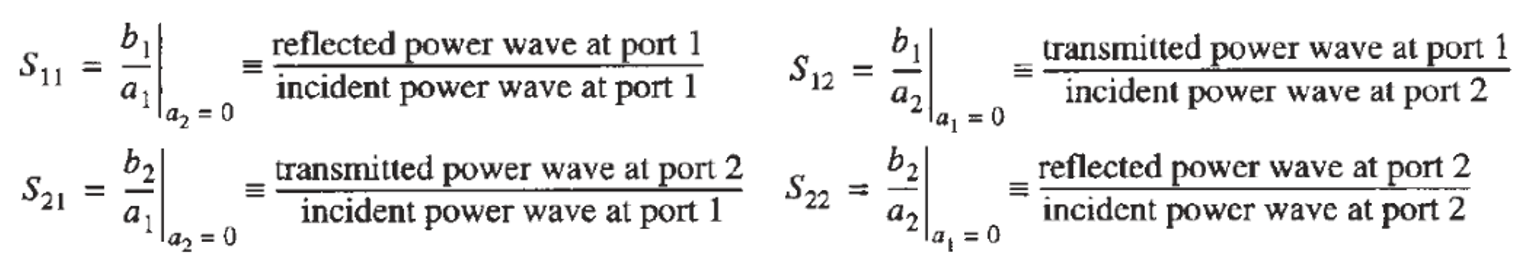 S₁₁ = b₁/a₁ |ₐ₂ ₌ ₀ ≡ reflected power wave at port 1 / incident power wave at port 1
S₁₂ = b₁/a₂ |ₐ₁ ₌ ₀ ≡ transmitted power wave at port 1 / incident power wave at port 2
S₂₁ = b₂/a₁ |ₐ₂ ₌ ₀ ≡ transmitted power wave at port 2 / incident power wave at port 1
S₂₂ = b₂/a₂ |ₐ₁ ₌ ₀ ≡ reflected power wave at port 2 / incident power wave at port 2